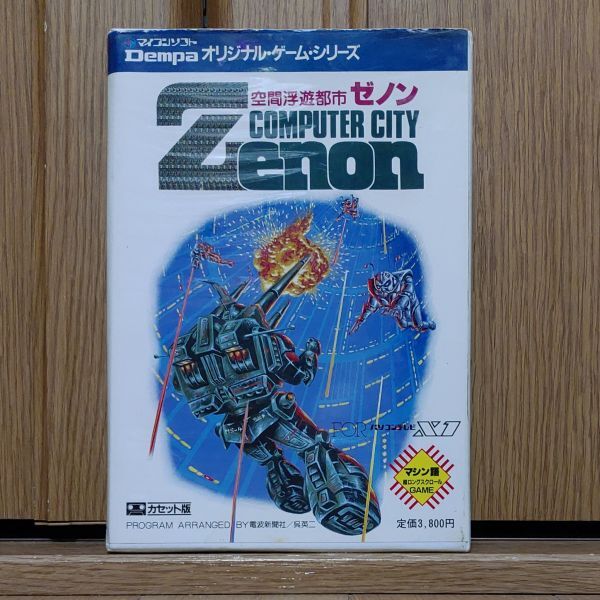 マイコンソフト
Dempa オリジナル・ゲーム・シリーズ
空間浮遊都市 ゼノン
COMPUTER CITY
Zenon
FOR パソコンテレビ X1
マシン語
超ロングスクロール
GAME
カセット版
定価3,800円
PROGRAM ARRANGED BY 電波新聞社/呉英二